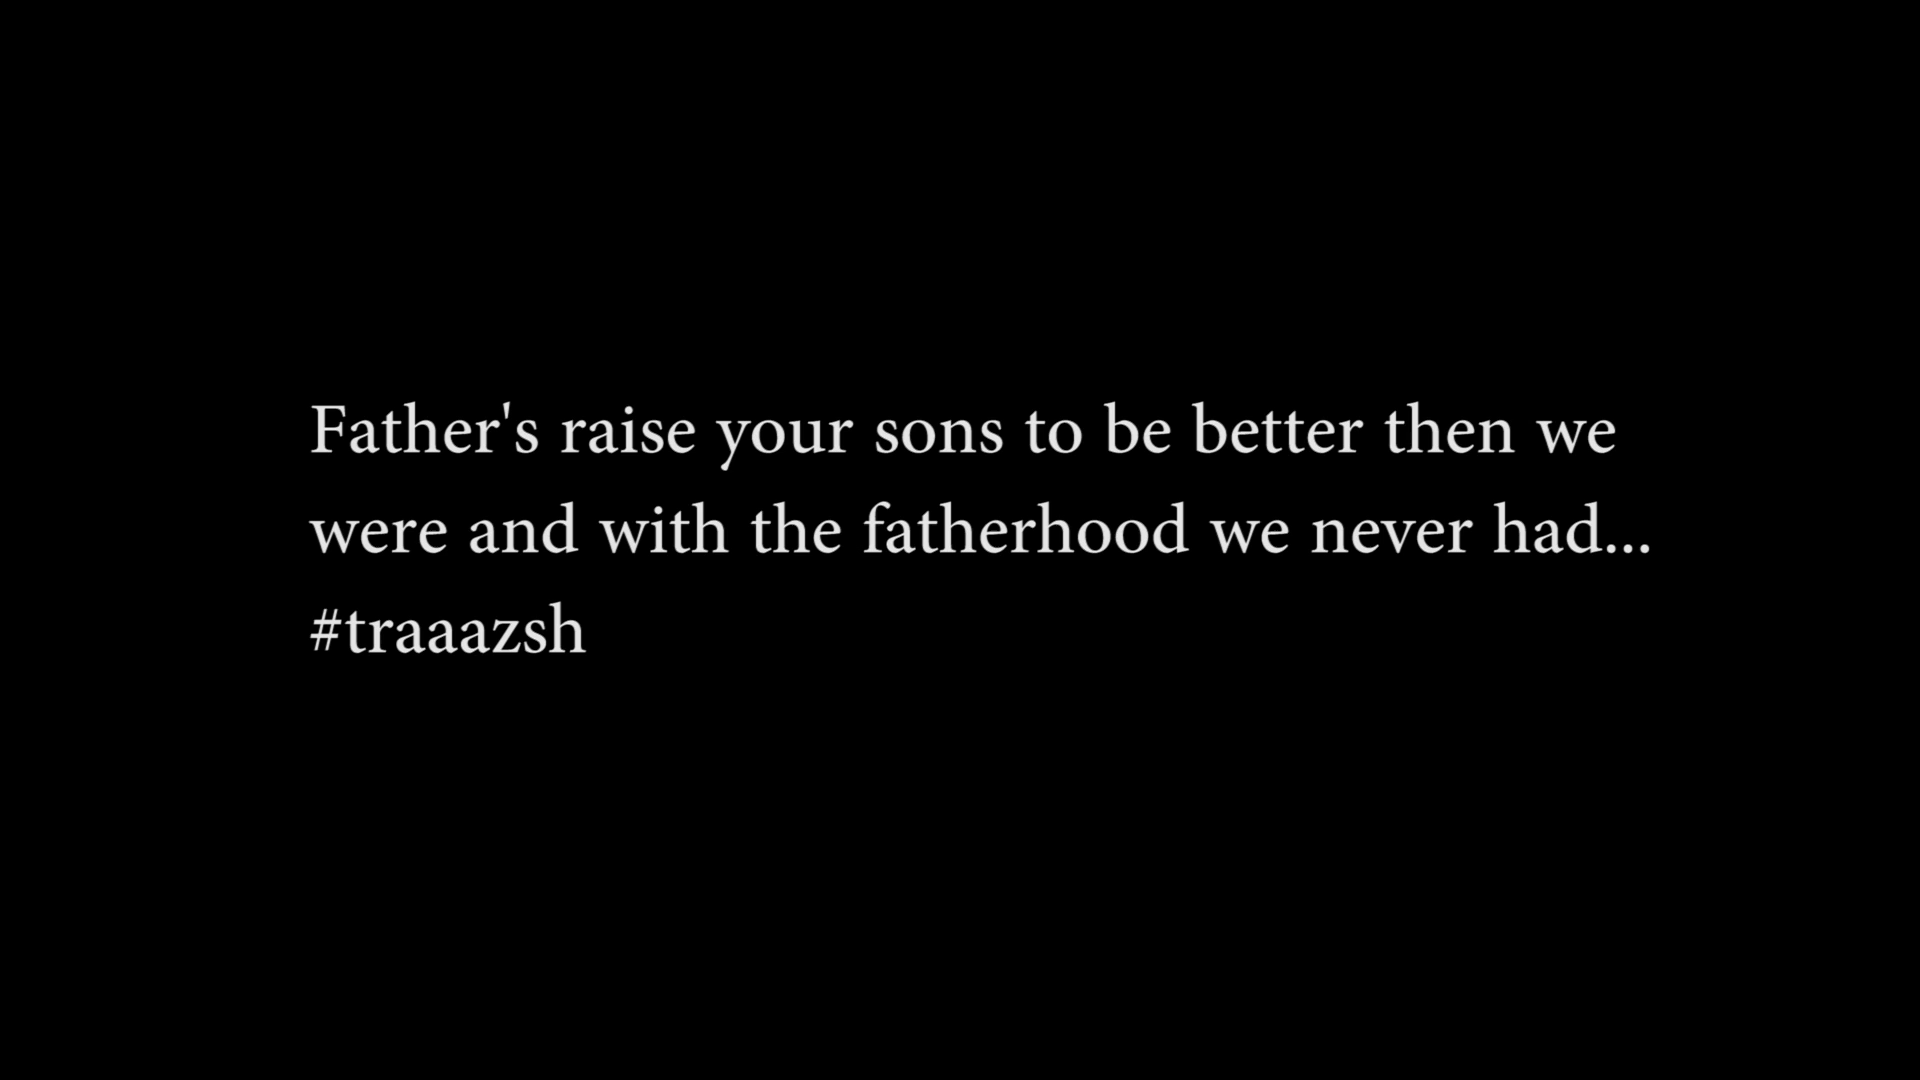 Father's raise your sons to be better then we
were and with the fatherhood we never had...
#traaazsh